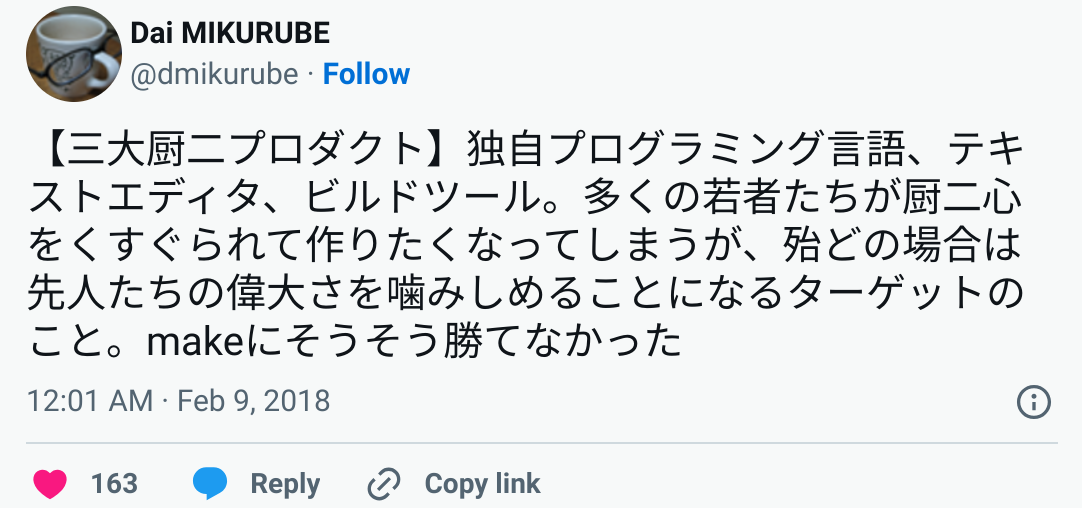 Dai MIKURUBE
@dmikurube · Follow
【三大厨二プロダクト】独自プログラミング言語、テキ
ストエディタ、ビルドツール。多くの若者たちが厨二心
をくすぐられて作りたくなってしまうが、殆どの場合は
先人たちの偉大さを噛みしめることになるターゲットの
こと。makeにそうそう勝てなかった
12:01 AM · Feb 9, 2018
163 Reply Copy link